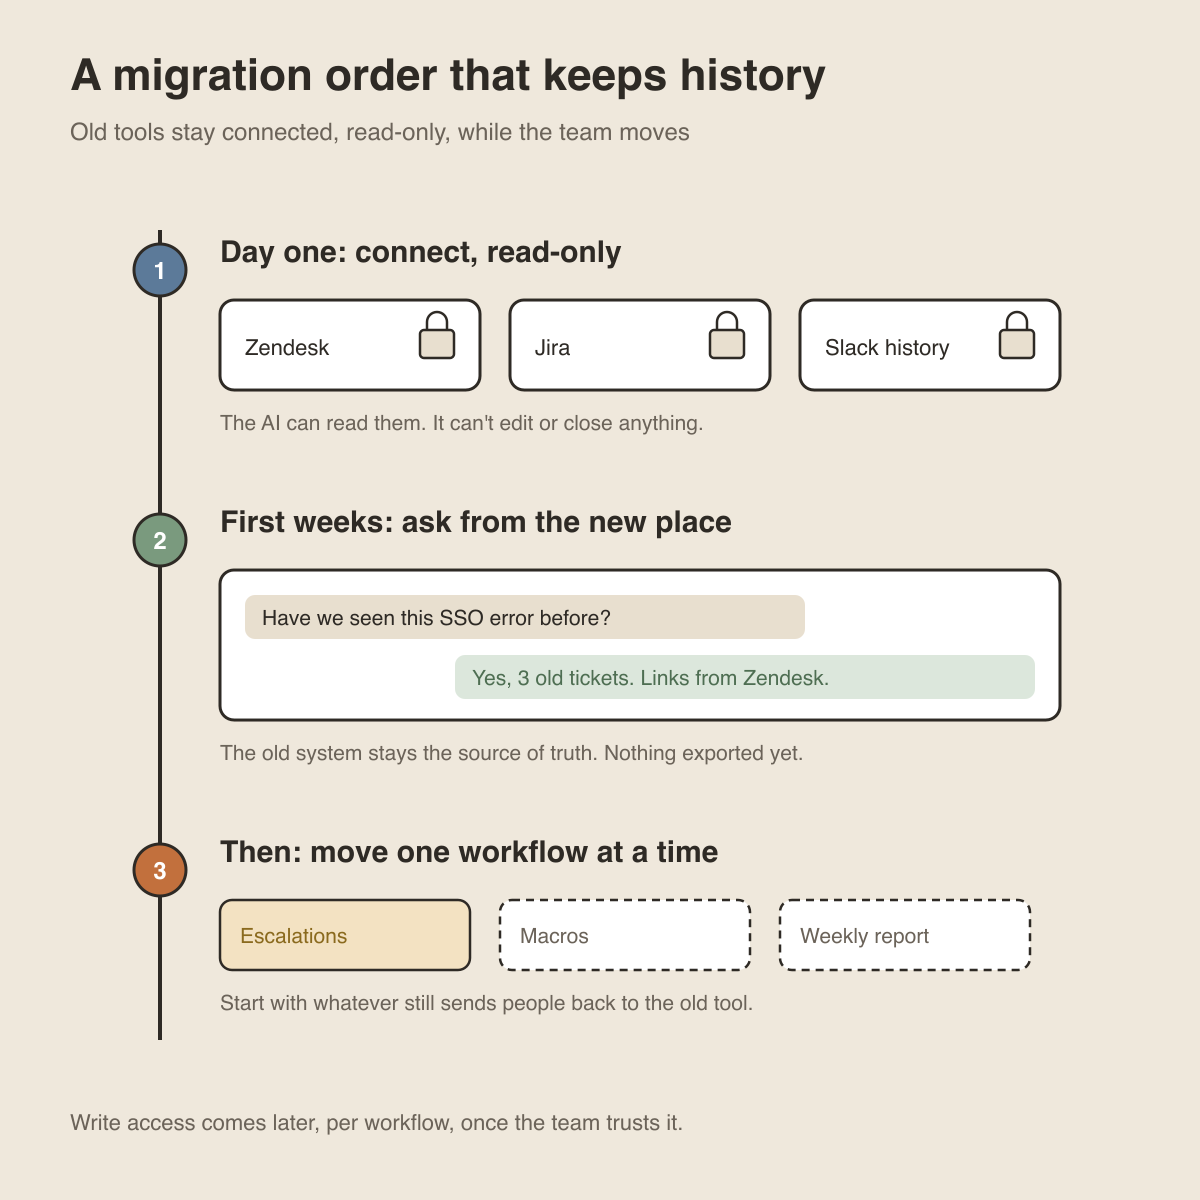 A migration order that keeps history
Old tools stay connected, read-only, while the team moves
1
Day one: connect, read-only
Zendesk
Jira
Slack history
The AI can read them. It can't edit or close anything.
2
First weeks: ask from the new place
Have we seen this SSO error before?
Yes, 3 old tickets. Links from Zendesk.
The old system stays the source of truth. Nothing exported yet.
3
Then: move one workflow at a time
Escalations
Macros
Weekly report
Start with whatever still sends people back to the old tool.
Write access comes later, per workflow, once the team trusts it.